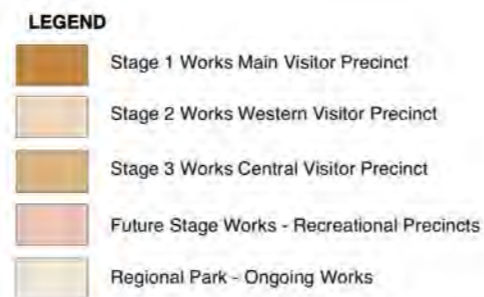 LEGEND
Stage 1 Works Main Visitor Precinct
Stage 2 Works Western Visitor Precinct
Stage 3 Works Central Visitor Precinct
Future Stage Works - Recreational Precincts
Regional Park - Ongoing Works